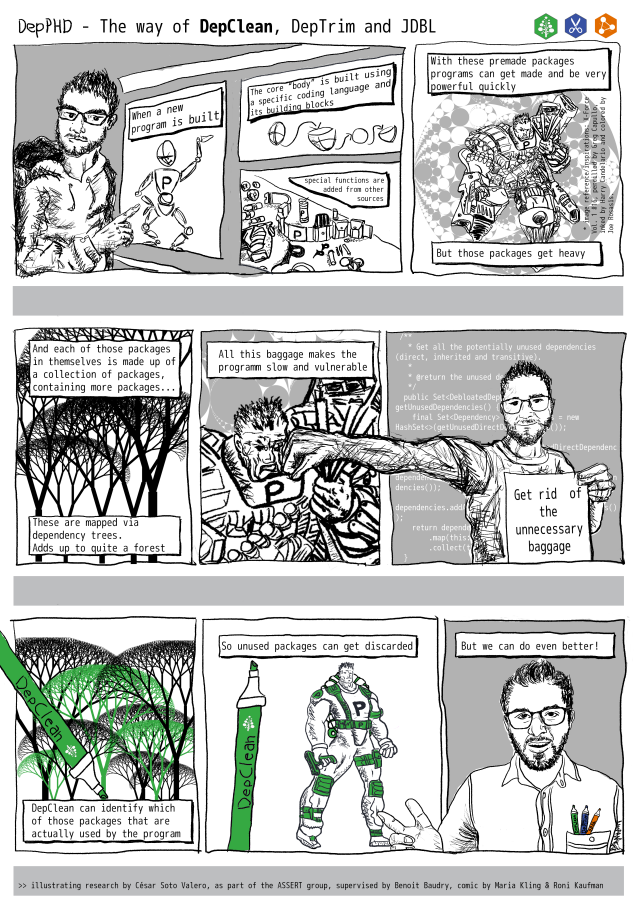 DepPHD - The way of DepClean, DepTrim and JDBL
When a new
program is built
P
The core "body" is built using
a specific coding language and
its building blocks
special functions are
added from other
sources
P
P
With these premade packages
programs can get made and be very
powerful quickly
P
But those packages get heavy
And each of those packages
in themselves is made up of
a collection of packages,
containing more packages...
These are mapped via
dependency trees.
Adds up to quite a forest
All this baggage makes the
programm slow and vulnerable
P
/**
* Get all the potentially unused dependencies
(direct, inherited and transitive).
*
* @return the unused
*/
public
getUnusedDependencies() {
final Set<Dependency> = new
dencies());
dependencies.add
);
return
.map(this
.collect(
}
Get rid of
the
unnecessary
baggage
DepClean
DepClean can identify which
of those packages that are
actually used by the program
So unused packages can get discarded
DepClean
P
But we can do even better!
>> illustrating research by César Soto Valero, as part of the ASSERT group, supervised by Benoit Baudry, comic by Maria Kling & Roni Kaufman